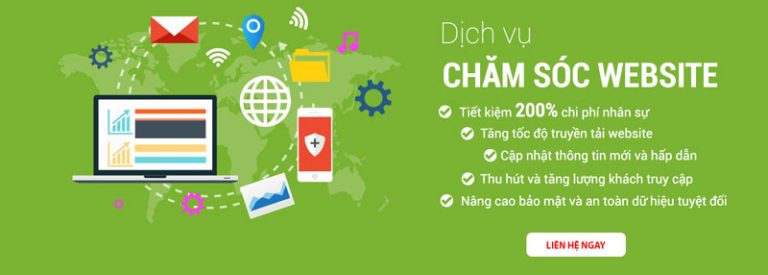 Dịch vụ
CHĂM SÓC WEBSITE
Tiết kiệm 200% chi phí nhân sự
Tăng tốc độ truyền tải website
Cập nhật thông tin mới và hấp dẫn
Thu hút và tăng lượng khách truy cập
Nâng cao bảo mật và an toàn dữ hiệu tuyệt đối
LIÊN HỆ NGAY